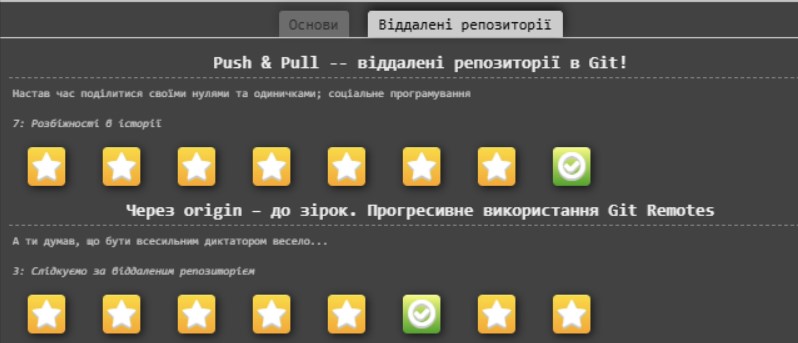 Основи
Віддалені репозиторії
Push & Pull -- віддалені репозиторії в Git!
Настав час поділитися своїми нулями та одиничками; соціальне програмування
7: Розбіжності в історії
Через origin – до зірок. Прогресивне використання Git Remotes
А ти думав, що бути всесильним диктатором весело...
3: Слідкуємо за віддаленим репозиторієм